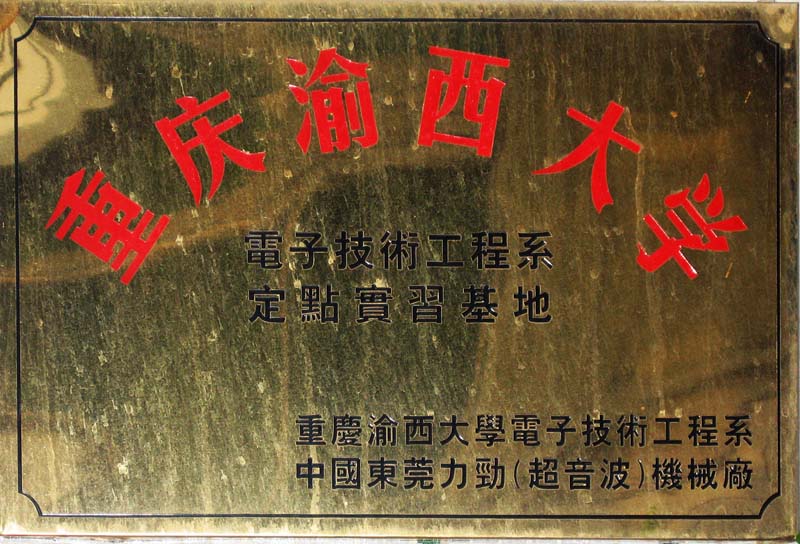 重庆渝西大学
電子技術工程系
定點實習基地
重慶渝西大學電子技術工程系
中國東莞力勁(超音波)機械廠